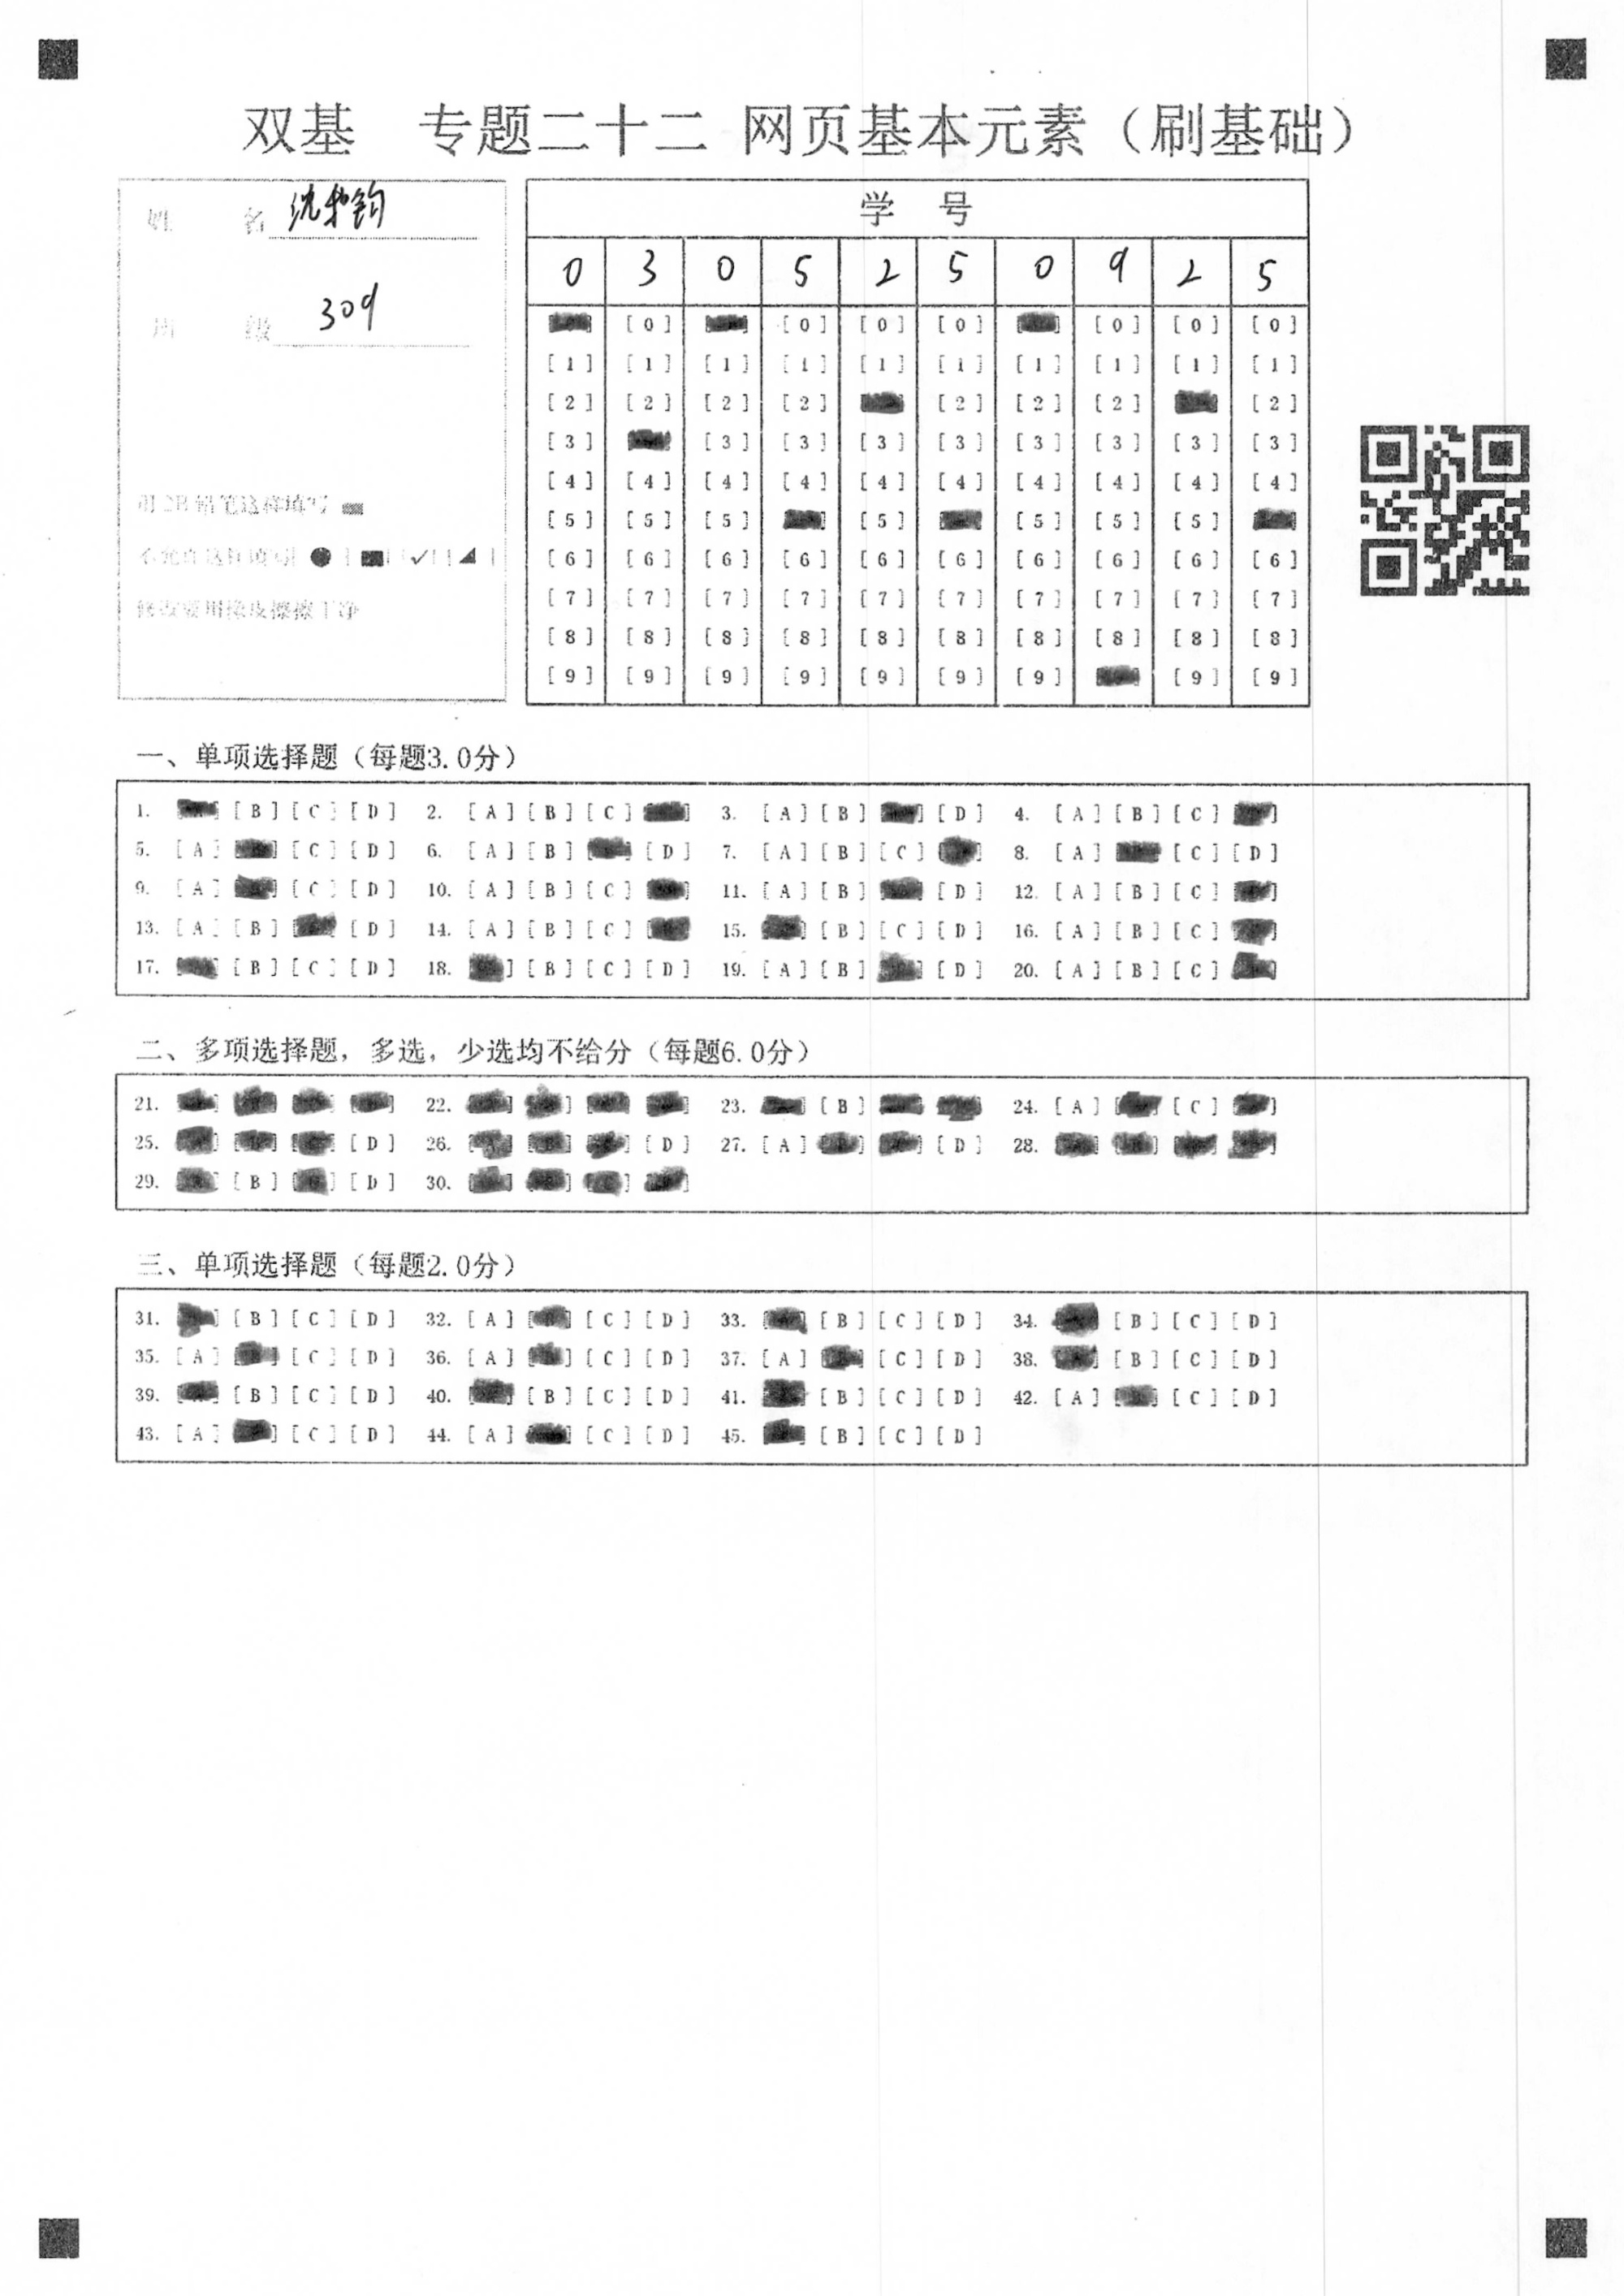 双基 专题二十二 网页基本元素（刷基础）
姓 名
309
学 号
0 3 0 5 2 5 0 9 2 5
[0] [0] [0] [0] [0] [0] [0]
[1] [1] [1] [1] [1] [1] [1] [1] [1] [1]
[2] [2] [2] [2] [2] [2] [2] [2]
[3] [3] [3] [3] [3] [3] [3] [3] [3]
[4] [4] [4] [4] [4] [4] [4] [4] [4] [4]
[5] [5] [5] [5] [5] [5] [5]
[6] [6] [6] [6] [6] [6] [6] [6] [6] [6]
[7] [7] [7] [7] [7] [7] [7] [7] [7] [7]
[8] [8] [8] [8] [8] [8] [8] [8] [8] [8]
[9] [9] [9] [9] [9] [9] [9] [9] [9]
用2B铅笔这样填写
修改要用橡皮擦擦干净
一、单项选择题（每题3.0分）
1. [B] [C] [D] 2. [A] [B] [C] 3. [A] [B] [D] 4. [A] [B] [C]
5. [A] [C] [D] 6. [A] [B] [D] 7. [A] [B] [C] 8. [A] [C] [D]
9. [A] [C] [D] 10. [A] [B] [C] 11. [A] [B] [D] 12. [A] [B] [C]
13. [A] [B] [D] 14. [A] [B] [C] 15. [B] [C] [D] 16. [A] [B] [C]
17. [B] [C] [D] 18. [B] [C] [D] 19. [A] [B] [D] 20. [A] [B] [C]
二、多项选择题，多选，少选均不给分（每题6.0分）
21. 22. 23. [B] 24. [A] [C]
25. [D] 26. [D] 27. [A] [D] 28.
29. [B] [D] 30.
三、单项选择题（每题2.0分）
31. [B] [C] [D] 32. [A] [C] [D] 33. [B] [C] [D] 34. [B] [C] [D]
35. [A] [C] [D] 36. [A] [C] [D] 37. [A] [C] [D] 38. [B] [C] [D]
39. [B] [C] [D] 40. [B] [C] [D] 41. [B] [C] [D] 42. [A] [C] [D]
43. [A] [C] [D] 44. [A] [C] [D] 45. [B] [C] [D]